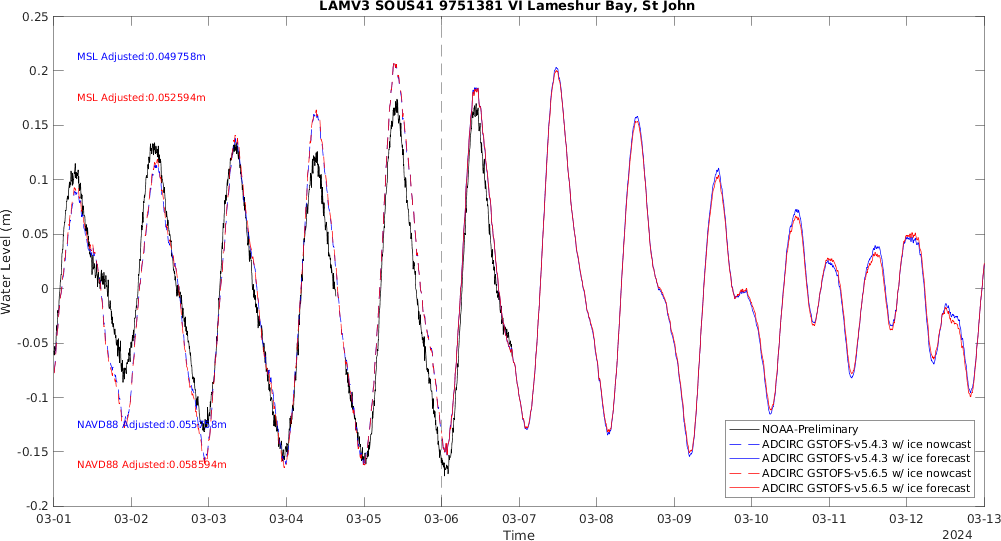 LAMV3 SOUS41 9751381 VI Lameshur Bay, St John
0.25
0.2
0.15
0.1
0.05
0
-0.05
-0.1
-0.15
-0.2
Water Level (m)
MSL Adjusted:0.049758m
MSL Adjusted:0.052594m
NAVD88
NAVD88 Adjusted:0.058594m
NOAA-Preliminary
ADCIRC GSTOFS-v5.4.3 w/ ice nowcast
ADCIRC GSTOFS-v5.4.3 w/ ice forecast
ADCIRC GSTOFS-v5.6.5 w/ ice nowcast
ADCIRC GSTOFS-v5.6.5 w/ ice forecast
03-01 03-02 03-03 03-04 03-05 03-06 03-07 03-08 03-09 03-10 03-11 03-12 03-13
Time
2024